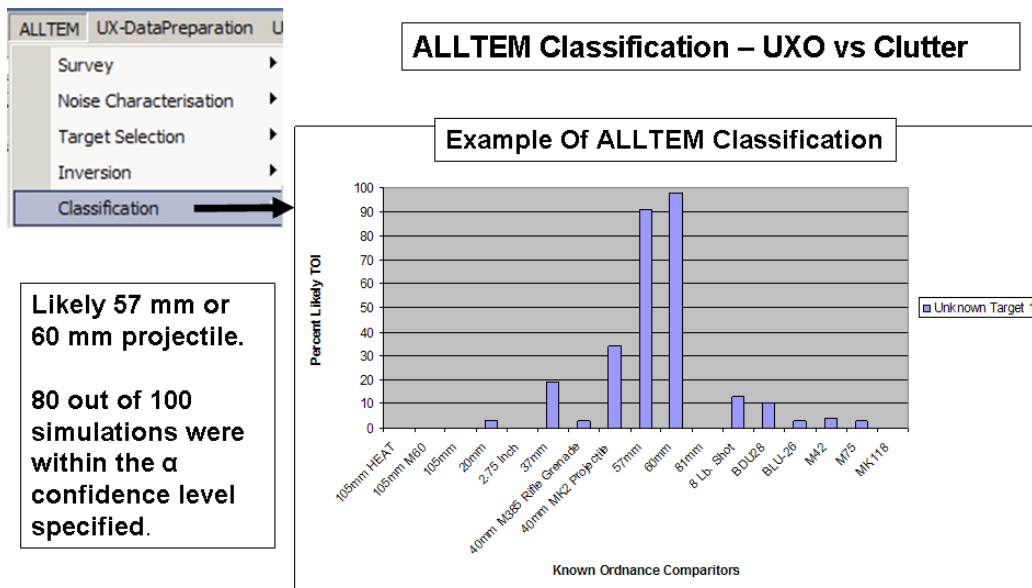 ALLTEM UX-DataPreparation U
Survey
Noise Characterisation
Target Selection
Inversion
Classification
ALLTEM Classification – UXO vs Clutter
Example Of ALLTEM Classification
Likely 57 mm or
60 mm projectile.
80 out of 100
simulations were
within the α
confidence level
specified.
Percent Likely TOI
100
90
80
70
60
50
40
30
20
10
0
105mm HEAT
105mm M60
105mm
20mm
2.75 Inch
37mm
40mm M385 Rifle Grenade
40mm MK2 Projectile
57mm
60mm
81mm
8 Lb. Shot
BDU28
BLU-26
M42
M75
MK118
Known Ordnance Comparitors
Unknown Target 1